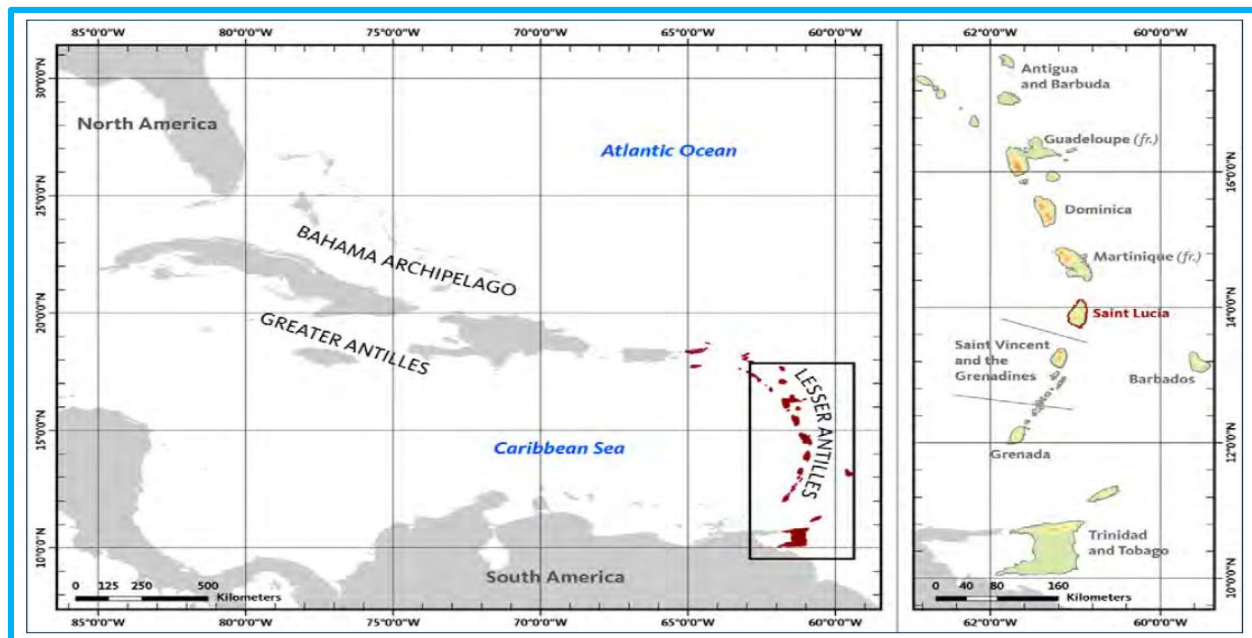 85°0'0"W 80°0'0"W 75°0'0"W 70°0'0"W 65°0'0"W 60°0'0"W
30°0'0"N
25°0'0"N
20°0'0"N
15°0'0"N
10°0'0"N
North America
Atlantic Ocean
BAHAMA ARCHIPELAGO
GREATER ANTILLES
LESSER ANTILLES
Caribbean Sea
South America
0 125 250 500
Kilometers
85°0'0"W 80°0'0"W 75°0'0"W 70°0'0"W 65°0'0"W 60°0'0"W
62°0'0"W 60°0'0"W
Antigua
and Barbuda
Guadeloupe (fr.)
Dominica
Martinique (fr.)
Saint Lucia
Saint Vincent
and the
Grenadines
Barbados
Grenada
Trinidad
and Tobago
16°0'0"N
14°0'0"N
12°0'0"N
10°0'0"N
0 40 80 160
Kilometers
62°0'0"W 60°0'0"W